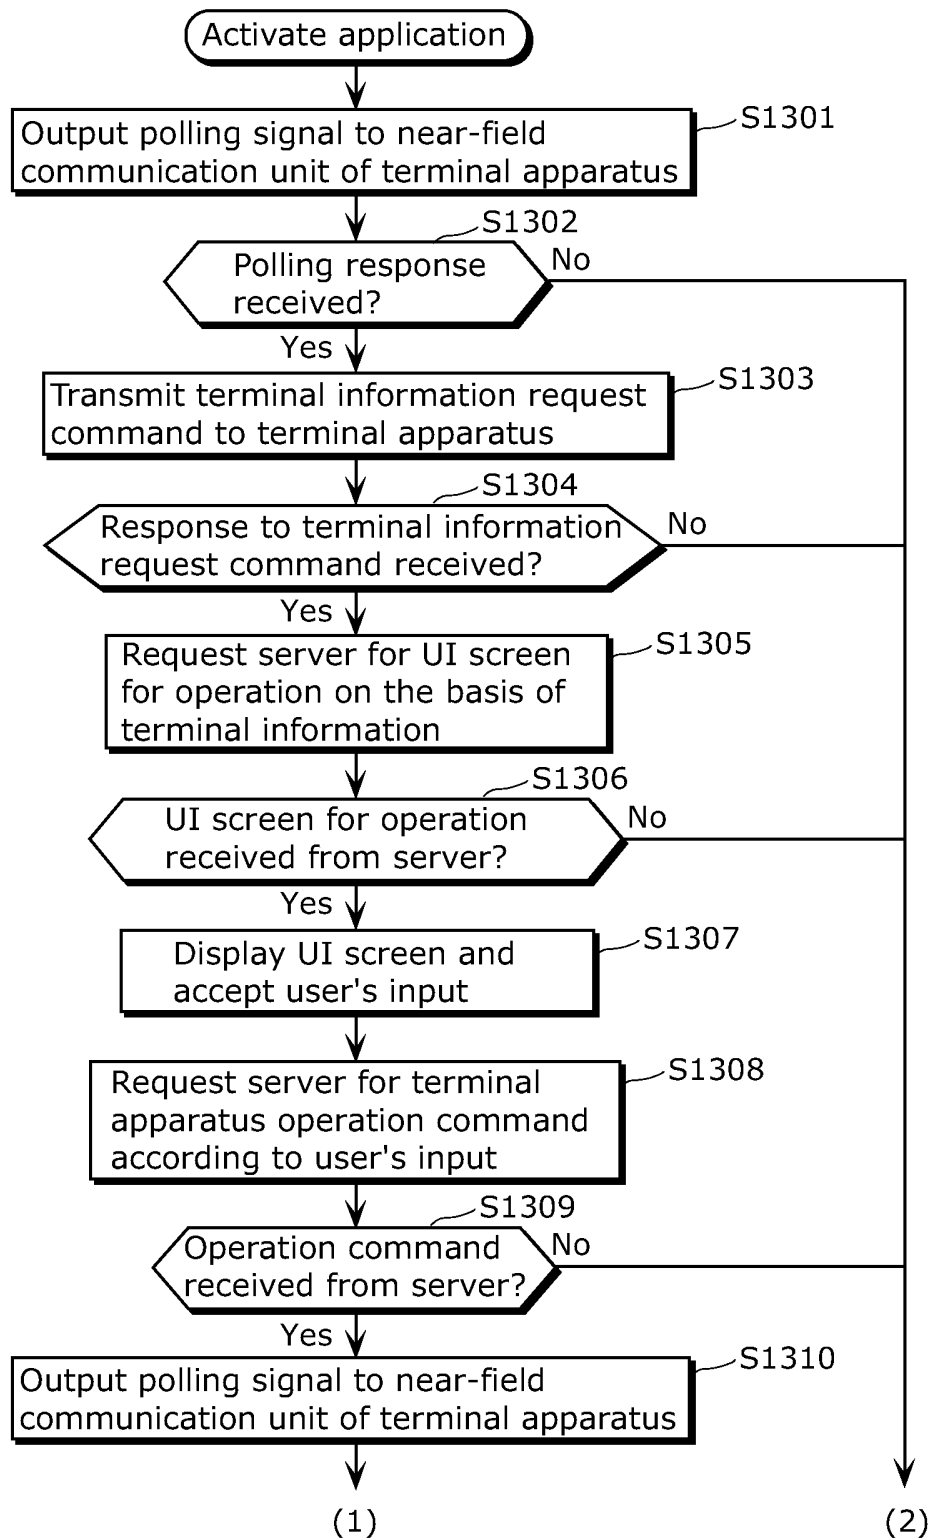 Activate application
S1301
Output polling signal to near-field
communication unit of terminal apparatus
S1302
Polling response
received?
No
Yes
S1303
Transmit terminal information request
command to terminal apparatus
S1304
Response to terminal information
request command received?
No
Yes
S1305
Request server for UI screen
for operation on the basis of
terminal information
S1306
UI screen for operation
received from server?
No
Yes
S1307
Display UI screen and
accept user's input
S1308
Request server for terminal
apparatus operation command
according to user's input
S1309
Operation command
received from server?
No
Yes
S1310
Output polling signal to near-field
communication unit of terminal apparatus
(1)
(2)